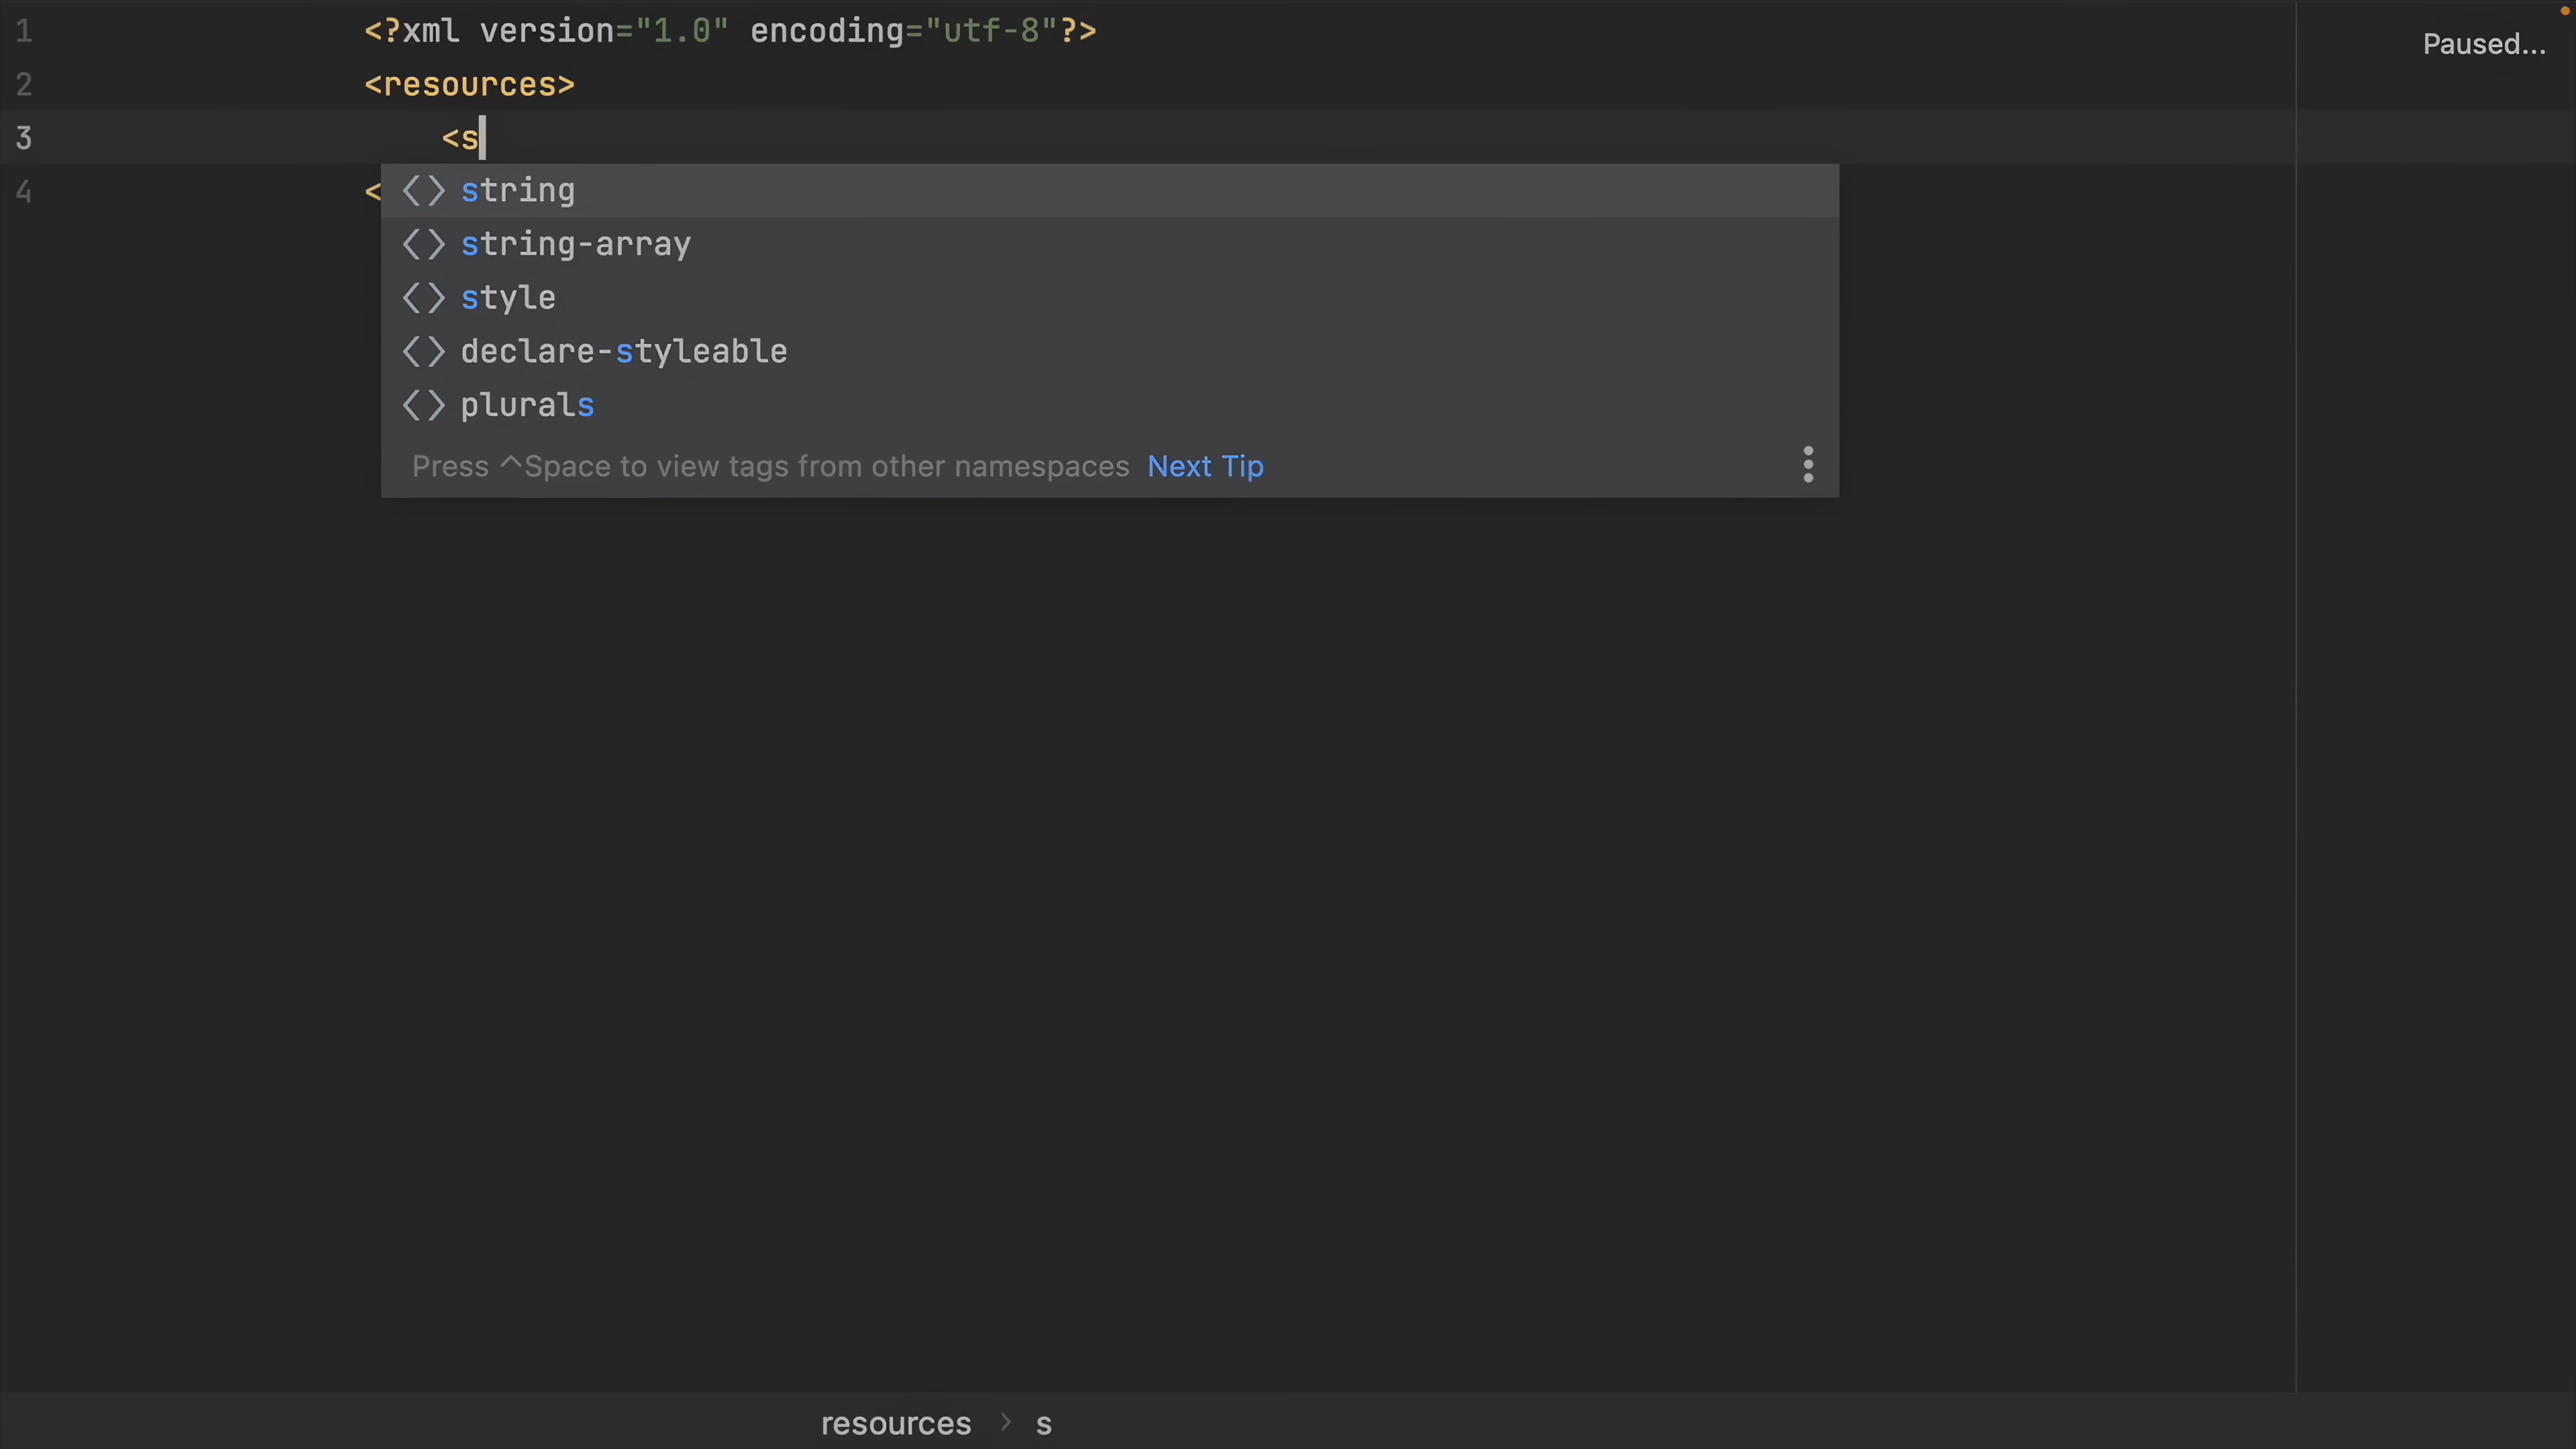 1 <?xml version="1.0" encoding="utf-8"?>
Paused...
2 <resources>
3 <s
4 <
string
string-array
style
declare-styleable
plurals
Press ^Space to view tags from other namespaces Next Tip
resources > s